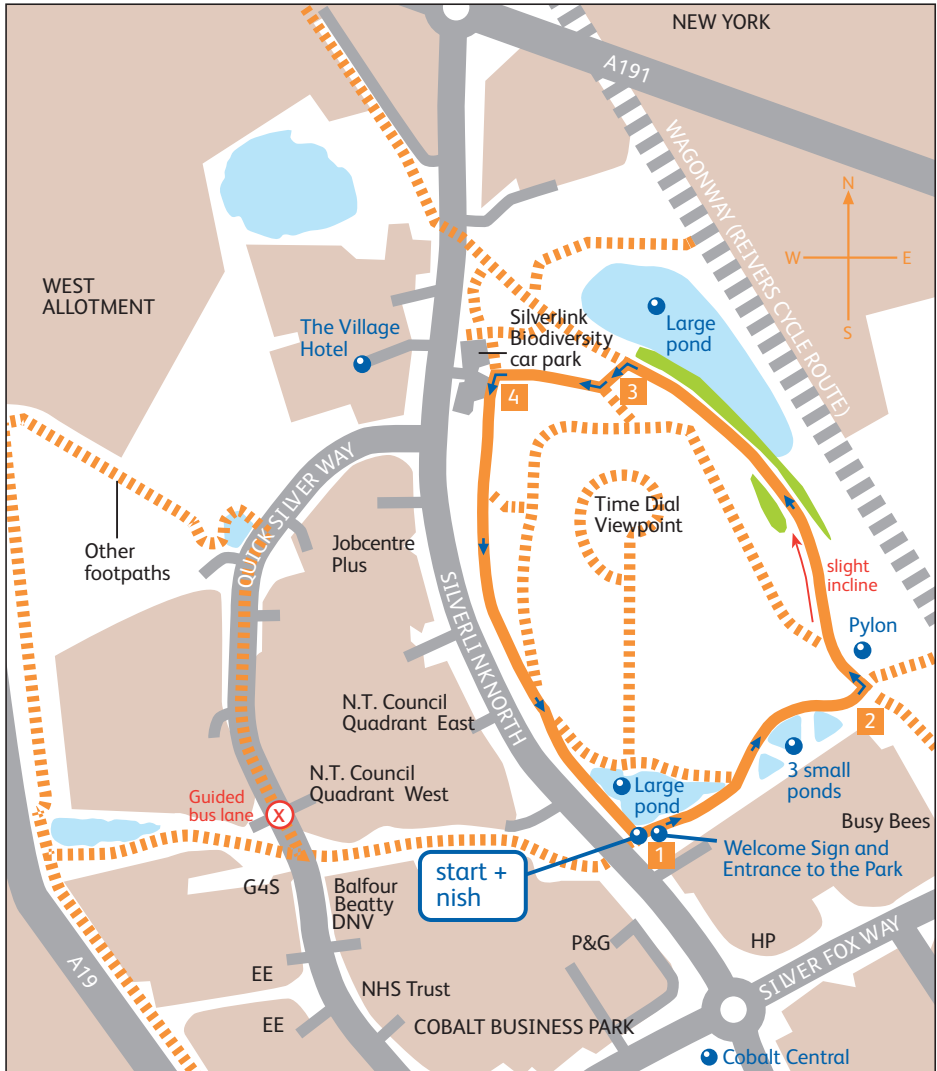 NEW YORK
A191
WAGONWAY (REIVERS CYCLE ROUTE)
N
W
E
S
WEST
ALLOTMENT
The Village
Hotel
Silverlink
Biodiversity
car park
Large
pond
4
3
QUICK SILVER WAY
Time Dial
Viewpoint
Other
footpaths
Jobcentre
Plus
slight
incline
SILVERLINK NORTH
Pylon
N.T. Council
Quadrant East
2
N.T. Council
Quadrant West
Guided
bus lane
X
Large
pond
3 small
ponds
Busy Bees
1
Welcome Sign and
Entrance to the Park
start +
nish
G4S
Balfour
Beatty
DNV
P&G
HP
SILVER FOX WAY
A19
EE
NHS Trust
EE
COBALT BUSINESS PARK
Cobalt Central